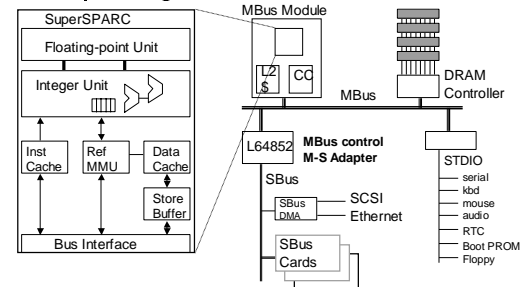 SuperSPARC
Floating-point Unit
Integer Unit
Inst
Cache
Ref
MMU
Data
Cache
Store
Buffer
Bus Interface
MBus Module
L2
$
CC
MBus
DRAM
Controller
L64852
MBus control
M-S Adapter
STDIO
serial
kbd
mouse
audio
RTC
Boot PROM
Floppy
SBus
SBus
DMA
SCSI
Ethernet
SBus
Cards